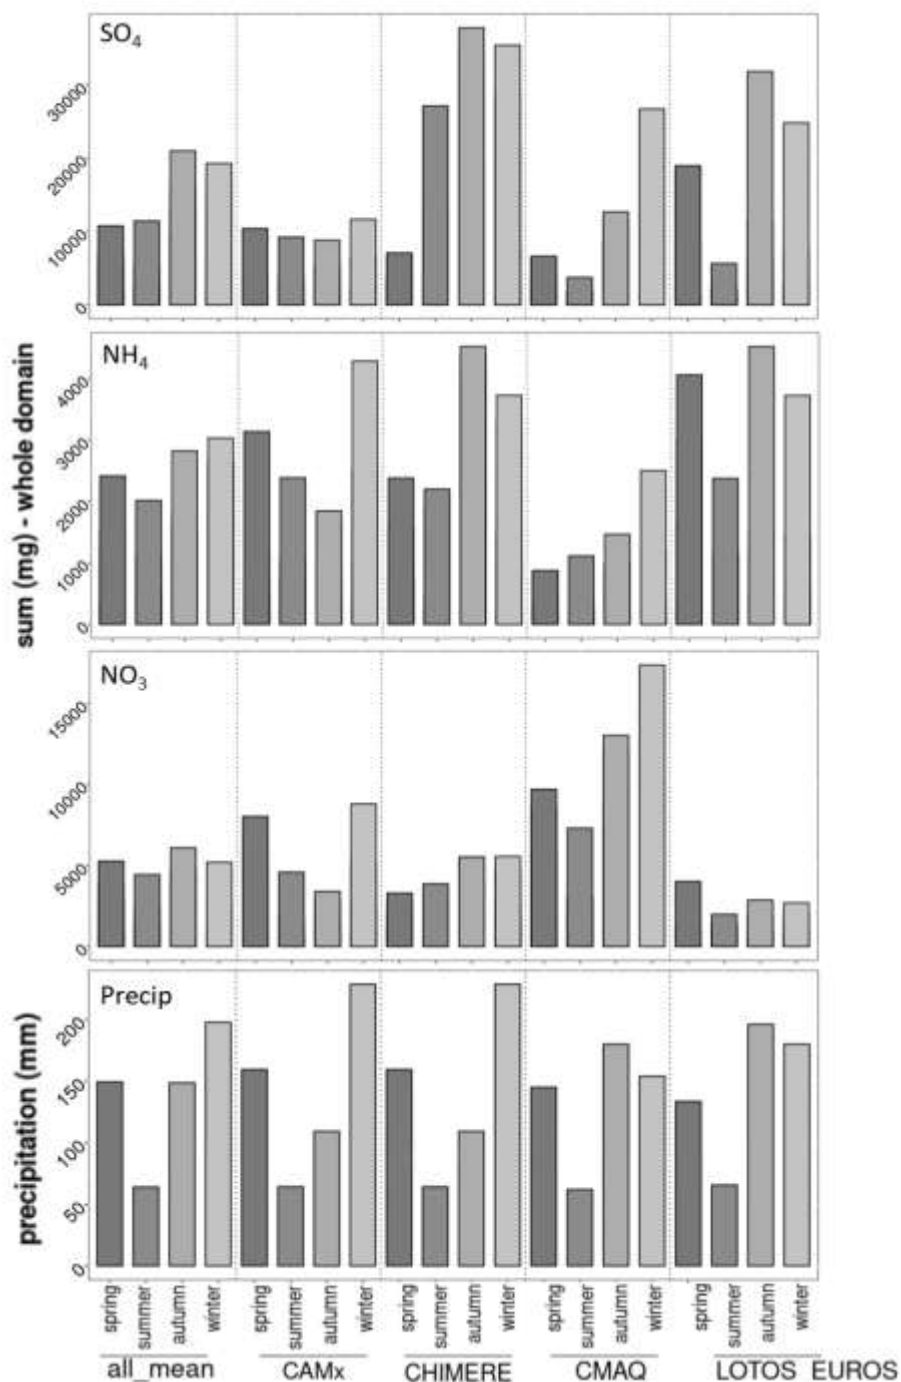 SO4
30000
20000
10000
0
NH4
4000
3000
2000
1000
0
sum (mg) - whole domain
NO3
15000
10000
5000
0
Precip
200
150
100
50
0
precipitation (mm)
spring summer autumn winter spring summer autumn winter spring summer autumn winter spring summer autumn winter spring summer autumn winter
all_mean CAMx CHIMERE CMAQ LOTOS_EUROS